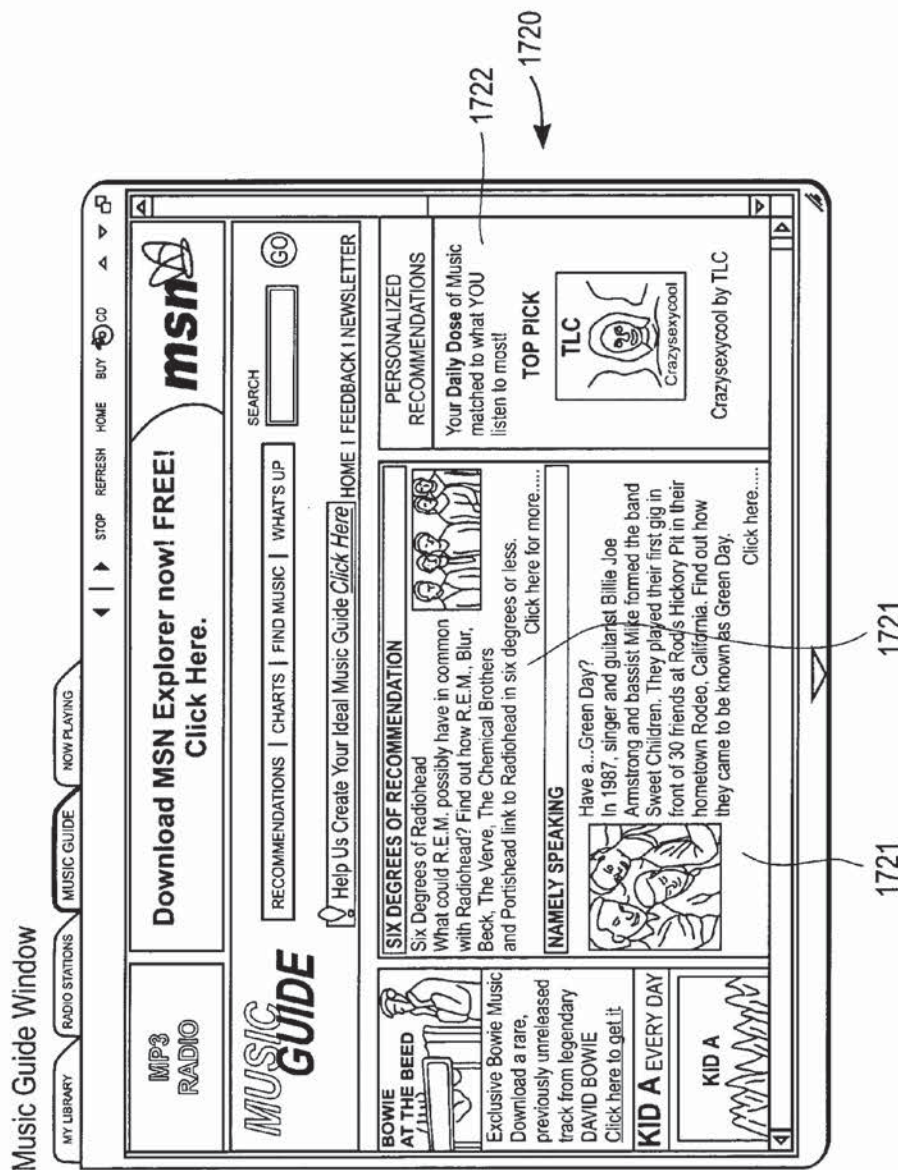 Music Guide Window
MY LIBRARY
RADIO STATIONS
MUSIC GUIDE
NOW PLAYING
STOP REFRESH HOME BUY CD
MP3
RADIO
Download MSN Explorer now! FREE!
Click Here.
msn
MUSIC
GUIDE
RECOMMENDATIONS | CHARTS | FIND MUSIC | WHAT'S UP
SEARCH
GO
Help Us Create Your Ideal Music Guide Click Here
HOME | FEEDBACK | NEWSLETTER
BOWIE
AT THE BEED
Exclusive Bowie Music
Download a rare,
previously unreleased
track from legendary
DAVID BOWIE
Click here to get it
KID A EVERY DAY
KID A
SIX DEGREES OF RECOMMENDATION
Six Degrees of Radiohead
What could R.E.M. possibly have in common
with Radiohead? Find out how R.E.M., Blur,
Beck, The Verve, The Chemical Brothers
and Portishead link to Radiohead in six degrees or less.
Click here for more.....
NAMELY SPEAKING
Have a...Green Day?
In 1987, singer and guitarist Billie Joe
Armstrong and bassist Mike formed the band
Sweet Children. They played their first gig in
front of 30 friends at Rod's Hickory Pit in their
hometown Rodeo, California. Find out how
they came to be known as Green Day.
Click here.....
PERSONALIZED
RECOMMENDATIONS
Your Daily Dose of Music
matched to what YOU
listen to most!
TOP PICK
TLC
Crazysexycool
Crazysexycool by TLC
1721
1721
1722
1720